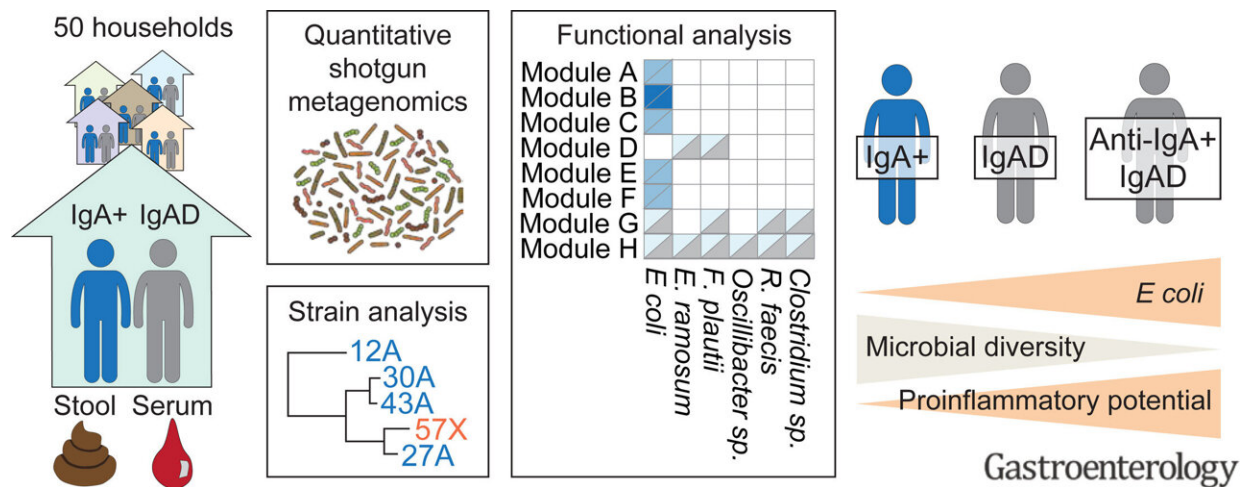 50 households
IgA+ IgAD
Stool Serum
Quantitative
shotgun
metagenomics
Strain analysis
12A
30A
43A
57X
27A
Functional analysis
Module A
Module B
Module C
Module D
Module E
Module F
Module G
Module H
E coli
E. ramosum
F. plautii
Oscillibacter sp.
R. faecis
Clostridium sp.
IgA+
IgAD
Anti-IgA+
IgAD
E coli
Microbial diversity
Proinflammatory potential
Gastroenterology